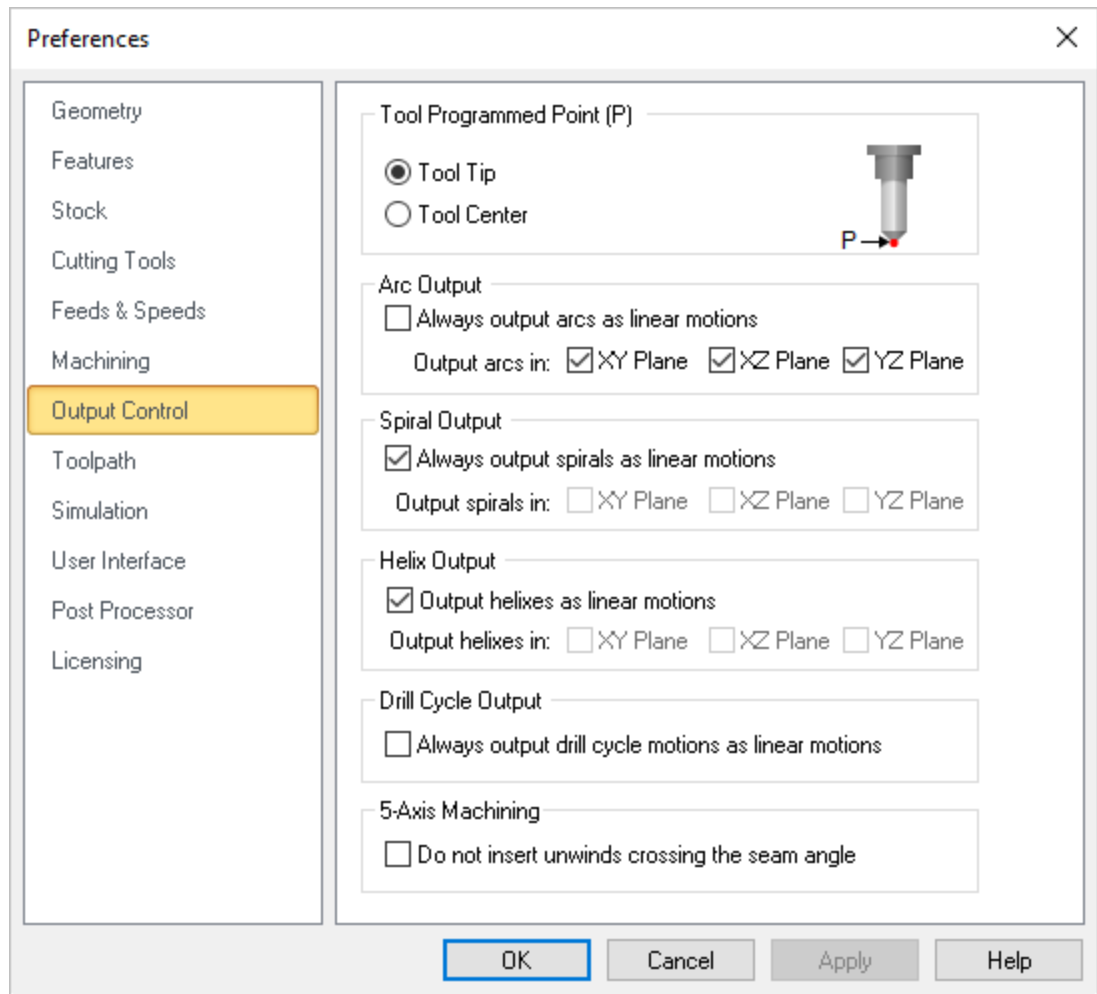 Preferences
Geometry
Features
Stock
Cutting Tools
Feeds & Speeds
Machining
Output Control
Toolpath
Simulation
User Interface
Post Processor
Licensing
Tool Programmed Point (P)
Tool Tip
Tool Center
P
Arc Output
Always output arcs as linear motions
Output arcs in: XY Plane XZ Plane YZ Plane
Spiral Output
Always output spirals as linear motions
Output spirals in: XY Plane XZ Plane YZ Plane
Helix Output
Output helixes as linear motions
Output helixes in: XY Plane XZ Plane YZ Plane
Drill Cycle Output
Always output drill cycle motions as linear motions
5-Axis Machining
Do not insert unwinds crossing the seam angle
OK Cancel Apply Help